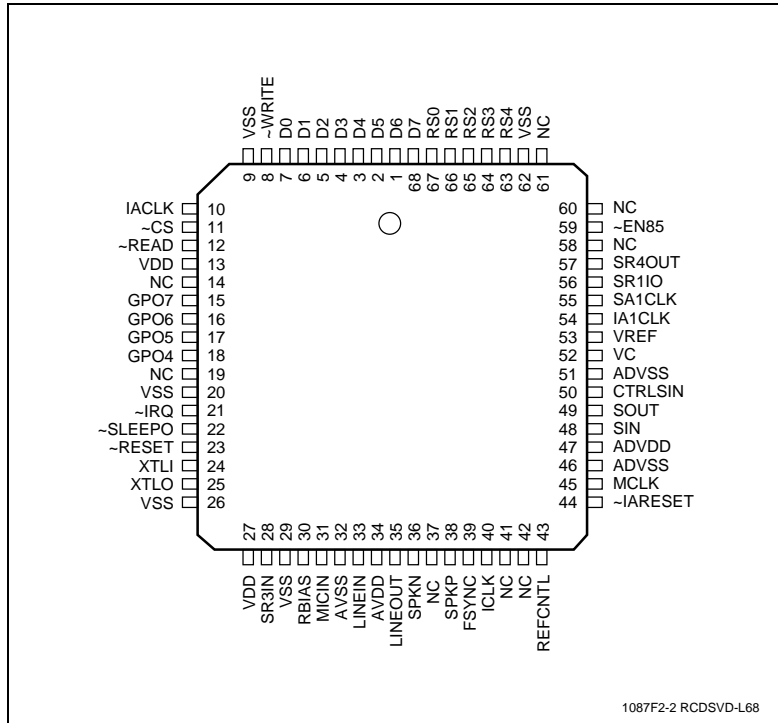 VSS
~WRITE
D0
D1
D2
D3
D4
D5
D6
D7
RS0
RS1
RS2
RS3
RS4
VSS
NC
9 8 7 6 5 4 3 2 1 68 67 66 65 64 63 62 61
IACLK 10
~CS 11
~READ 12
VDD 13
NC 14
GPO7 15
GPO6 16
GPO5 17
GPO4 18
NC 19
VSS 20
~IRQ 21
~SLEEPO 22
~RESET 23
XTLI 24
XTLO 25
VSS 26
60 NC
59 ~EN85
58 NC
57 SR4OUT
56 SR1IO
55 SA1CLK
54 IA1CLK
53 VREF
52 VC
51 ADVSS
50 CTRLSIN
49 SOUT
48 SIN
47 ADVDD
46 ADVSS
45 MCLK
44 ~IARESET
27 28 29 30 31 32 33 34 35 36 37 38 39 40 41 42 43
VDD
SR3IN
VSS
RBIAS
MICIN
AVSS
LINEIN
AVDD
LINEOUT
SPKN
NC
SPKP
FSYNC
ICLK
NC
NC
REFCNTL
1087F2-2 RCDSVD-L68